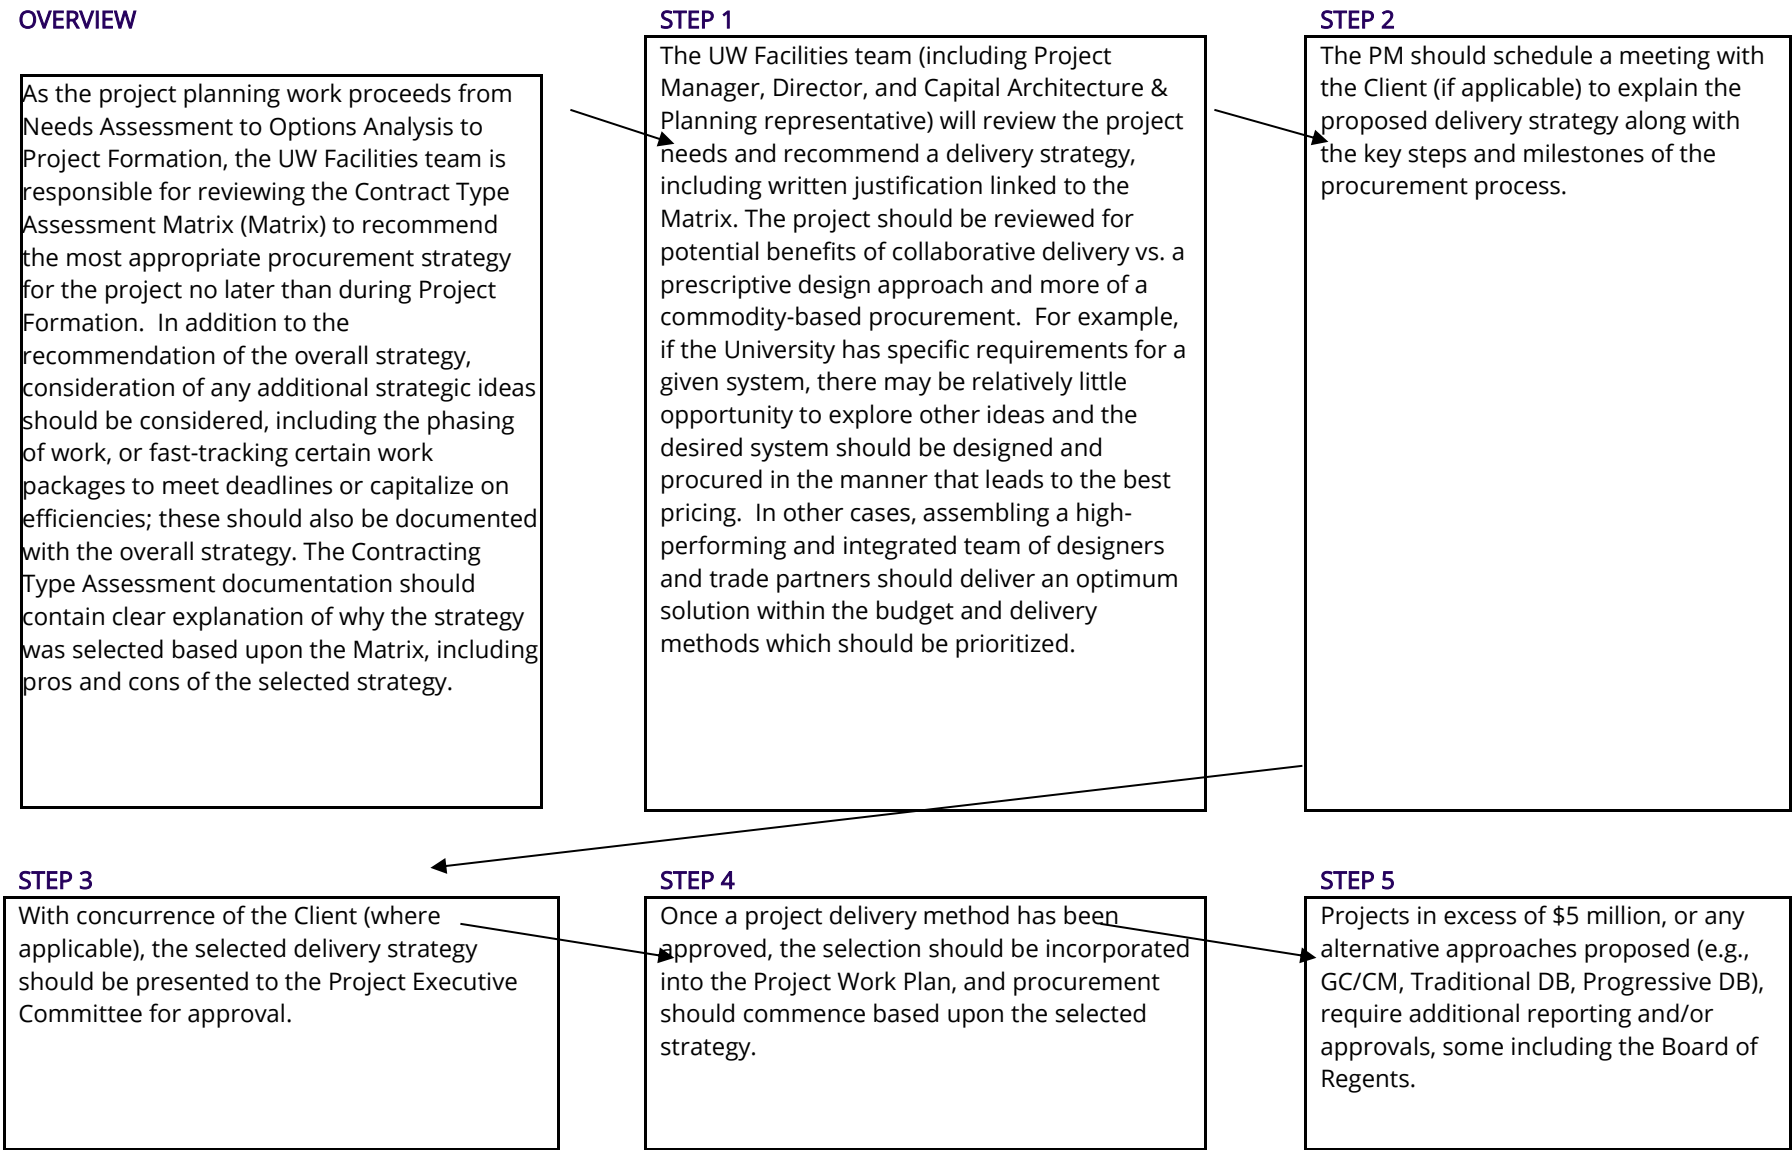 OVERVIEW
As the project planning work proceeds from
Needs Assessment to Options Analysis to
Project Formation, the UW Facilities team is
responsible for reviewing the Contract Type
Assessment Matrix (Matrix) to recommend
the most appropriate procurement strategy
for the project no later than during Project
Formation.  In addition to the
recommendation of the overall strategy,
consideration of any additional strategic ideas
should be considered, including the phasing
of work, or fast-tracking certain work
packages to meet deadlines or capitalize on
efficiencies; these should also be documented
with the overall strategy. The Contracting
Type Assessment documentation should
contain clear explanation of why the strategy
was selected based upon the Matrix, including
pros and cons of the selected strategy.
STEP 1
The UW Facilities team (including Project
Manager, Director, and Capital Architecture &
Planning representative) will review the project
needs and recommend a delivery strategy,
including written justification linked to the
Matrix. The project should be reviewed for
potential benefits of collaborative delivery vs. a
prescriptive design approach and more of a
commodity-based procurement.  For example,
if the University has specific requirements for a
given system, there may be relatively little
opportunity to explore other ideas and the
desired system should be designed and
procured in the manner that leads to the best
pricing.  In other cases, assembling a high-
performing and integrated team of designers
and trade partners should deliver an optimum
solution within the budget and delivery
methods which should be prioritized.
STEP 2
The PM should schedule a meeting with
the Client (if applicable) to explain the
proposed delivery strategy along with
the key steps and milestones of the
procurement process.
STEP 3
With concurrence of the Client (where
applicable), the selected delivery strategy
should be presented to the Project Executive
Committee for approval.
STEP 4
Once a project delivery method has been
approved, the selection should be incorporated
into the Project Work Plan, and procurement
should commence based upon the selected
strategy.
STEP 5
Projects in excess of $5 million, or any
alternative approaches proposed (e.g.,
GC/CM, Traditional DB, Progressive DB),
require additional reporting and/or
approvals, some including the Board of
Regents.